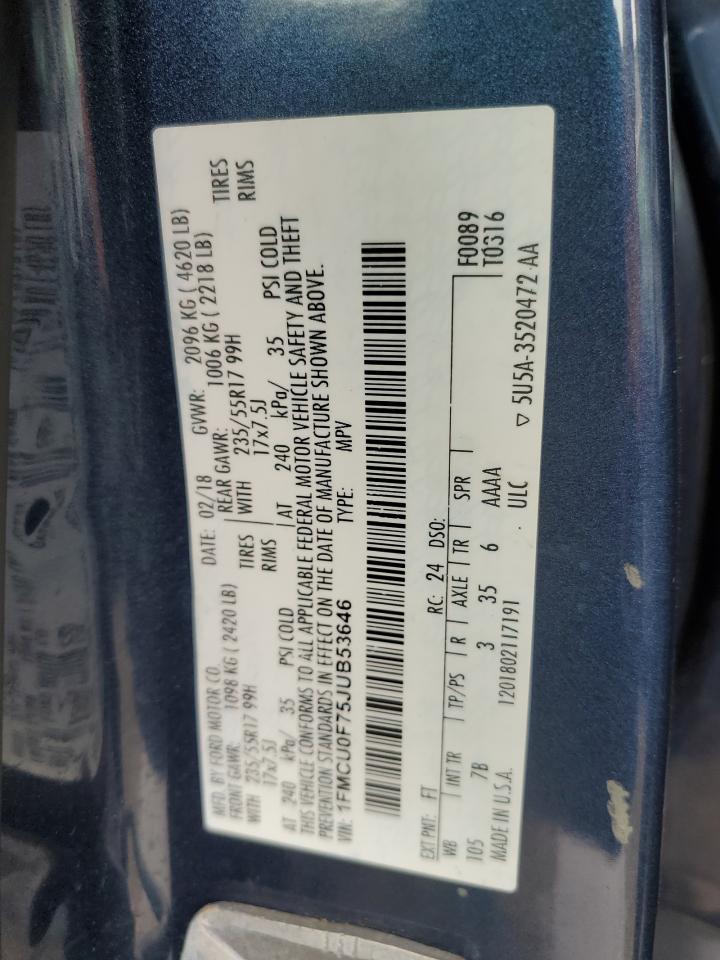 MFD. BY FORD MOTOR CO.
DATE: 02/18 GVWR: 2096 KG ( 4620 LB)
FRONT GAWR: 1098 KG ( 2420 LB) REAR GAWR: 1006 KG ( 2218 LB)
WITH 235/55R17 99H TIRES WITH 235/55R17 99H TIRES
17x7.5J RIMS 17x7.5J RIMS
AT 240 kPa/ 35 PSI COLD AT 240 kPa/ 35 PSI COLD
THIS VEHICLE CONFORMS TO ALL APPLICABLE FEDERAL MOTOR VEHICLE SAFETY AND THEFT
PREVENTION STANDARDS IN EFFECT ON THE DATE OF MANUFACTURE SHOWN ABOVE.
VIN: 1FMCU0F75JUB53646 TYPE: MPV
EXT PNT: FT RC: 24 DSO: F0089
WB INT TR TP/PS R AXLE TR SPR T0316
105 7B 3 35 6 AAAA
MADE IN U.S.A. 1201802117191 ULC 5U5A-3520472 AA